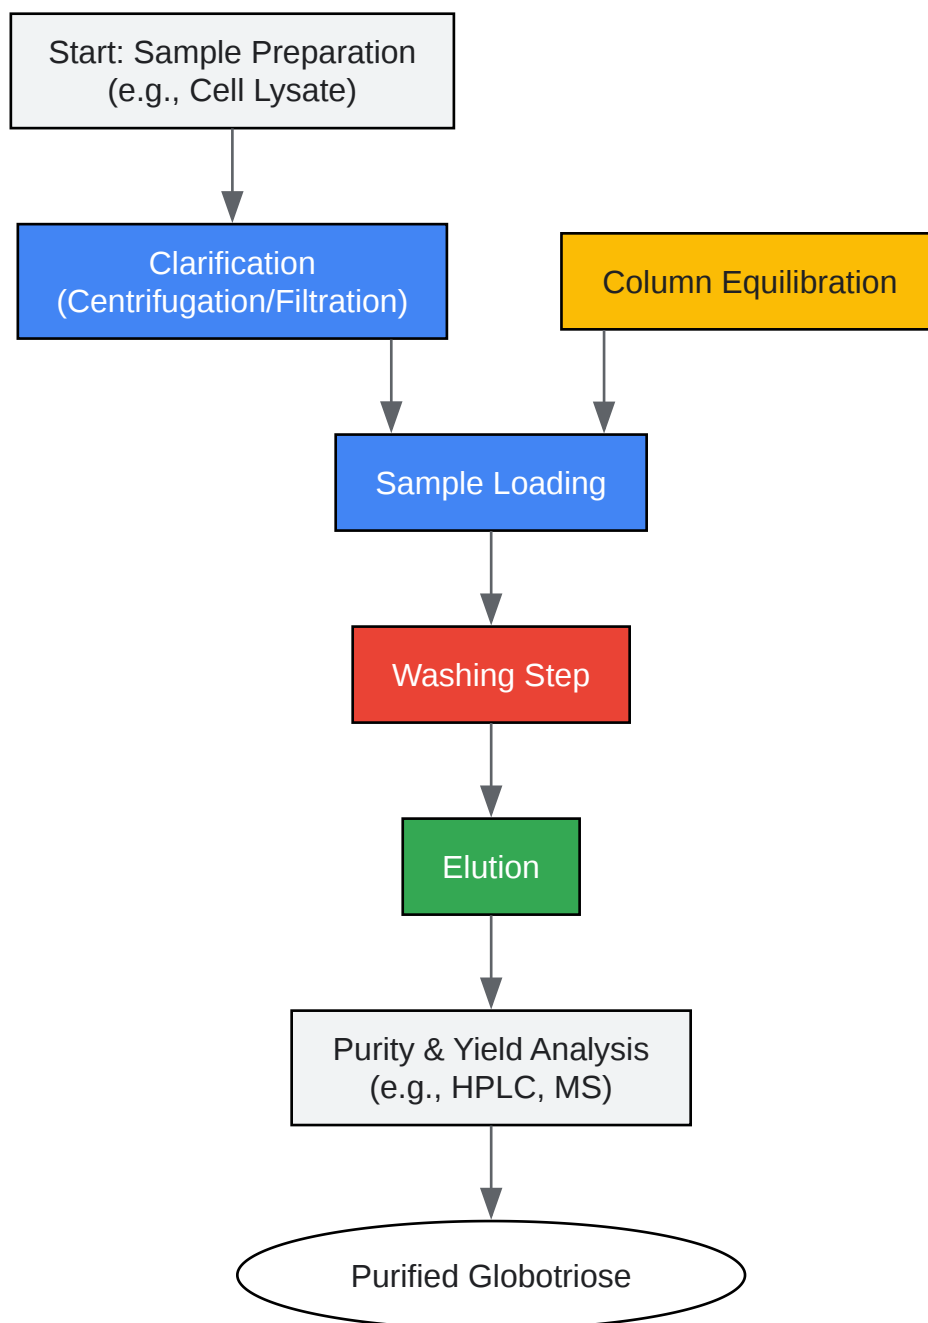 Start: Sample Preparation
(e.g., Cell Lysate)
Clarification
(Centrifugation/Filtration)
Column Equilibration
Sample Loading
Washing Step
Elution
Purity & Yield Analysis
(e.g., HPLC, MS)
Purified Globotriose